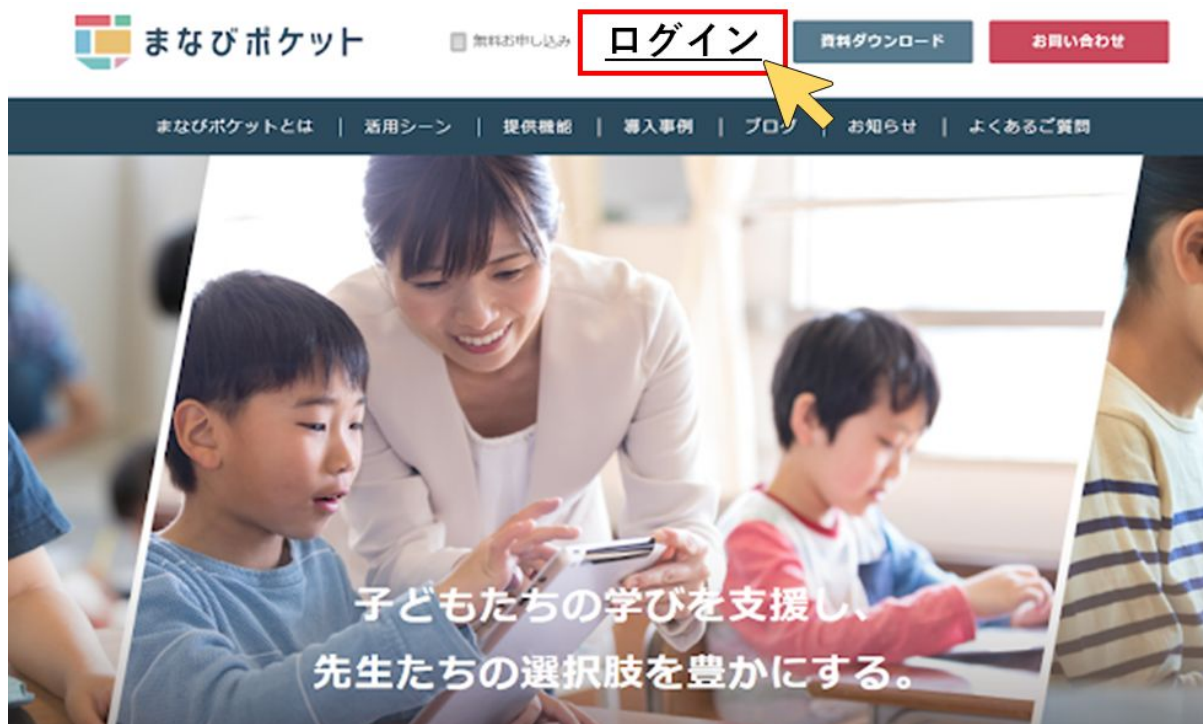 まなびポケット
無料お申し込み
ログイン
資料ダウンロード
お問い合わせ
まなびポケットとは | 活用シーン | 提供機能 | 導入事例 | ブログ | お知らせ | よくあるご質問
子どもたちの学びを支援し、
先生たちの選択肢を豊かにする。